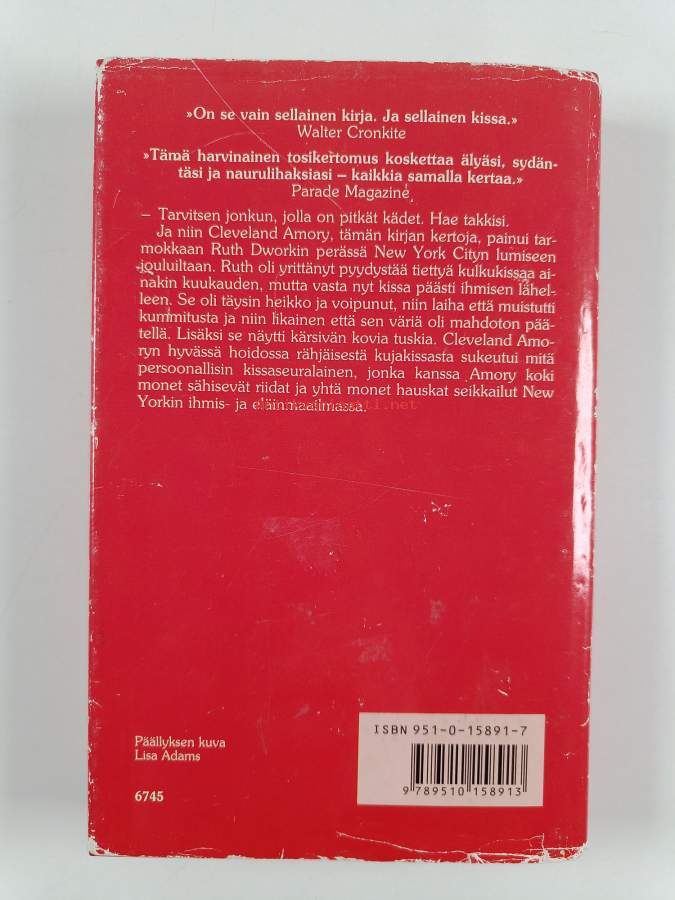 »On se vain sellainen kirja. Ja sellainen kissa.»
Walter Cronkite
»Tämä harvinainen tosikertomus koskettaa älyäsi, sydän-
täsi ja naurulihaksiasi – kaikkia samalla kertaa.»
Parade Magazine
– Tarvitsen jonkun, jolla on pitkät kädet. Hae takkisi.
Ja niin Cleveland Amory, tämän kirjan kertoja, painui tar-
mokkaan Ruth Dworkin perässä New York Cityn lumiseen
jouluiltaan. Ruth oli yrittänyt pyydystää tiettyä kulkukissaa ai-
nakin kuukauden, mutta vasta nyt kissa päästi ihmisen lähel-
leen. Se oli täysin heikko ja voipunut, niin laiha että muistutti
kummitusta ja niin likainen että sen väriä oli mahdoton pää-
tellä. Lisäksi se näytti kärsivän kovia tuskia. Cleveland Amo-
ryn hyvässä hoidossa rähjäisestä kujakissasta sukeutui mitä
persoonallisin kissaseuralainen, jonka kanssa Amory koki
monet sähisevät riidat ja yhtä monet hauskat seikkailut New
Yorkin ihmis- ja eläinmaailmassa.
Päällyksen kuva
Lisa Adams
6745
ISBN 951-0-15891-7
9 789510 158913